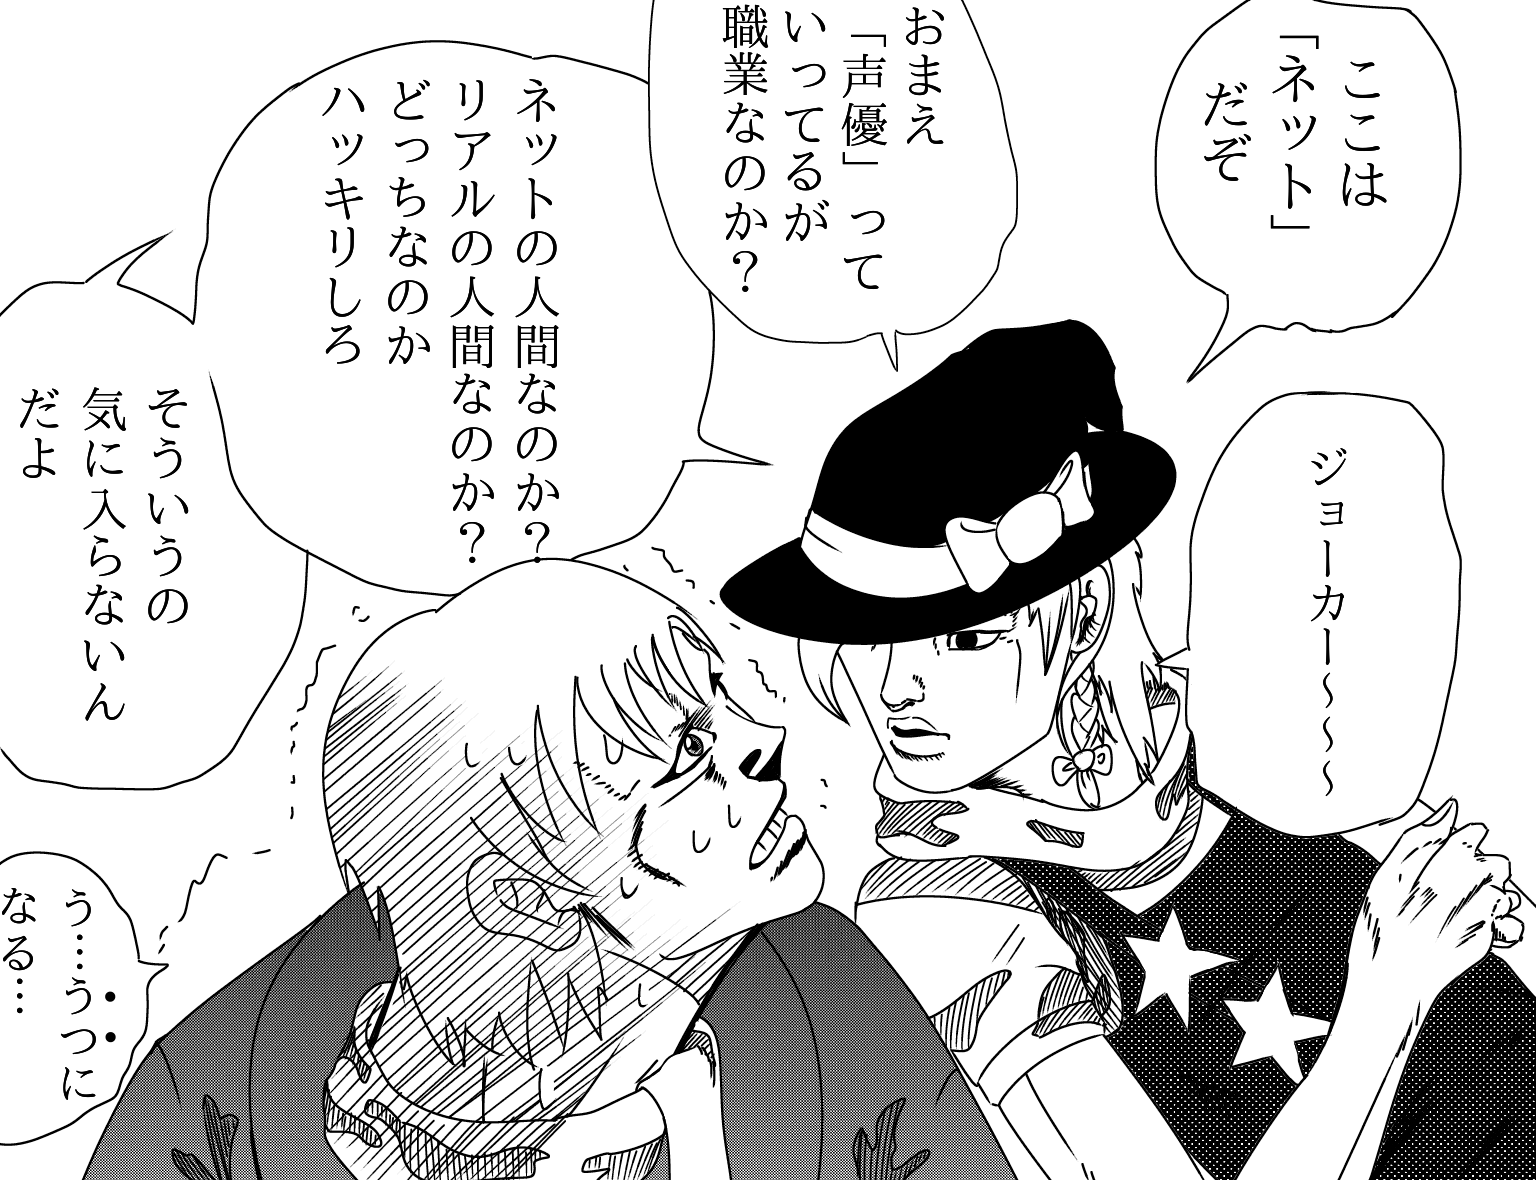 ここは
「ネット」
だぞ
おまえ
「声優」って
いってるが
職業なのか?
ネットの人間なのか?
リアルの人間なのか?
どっちなのか
ハッキリしろ
そういうの
気に入らないん
だよ
ジョーカー〜〜〜
う…うつに
なる…